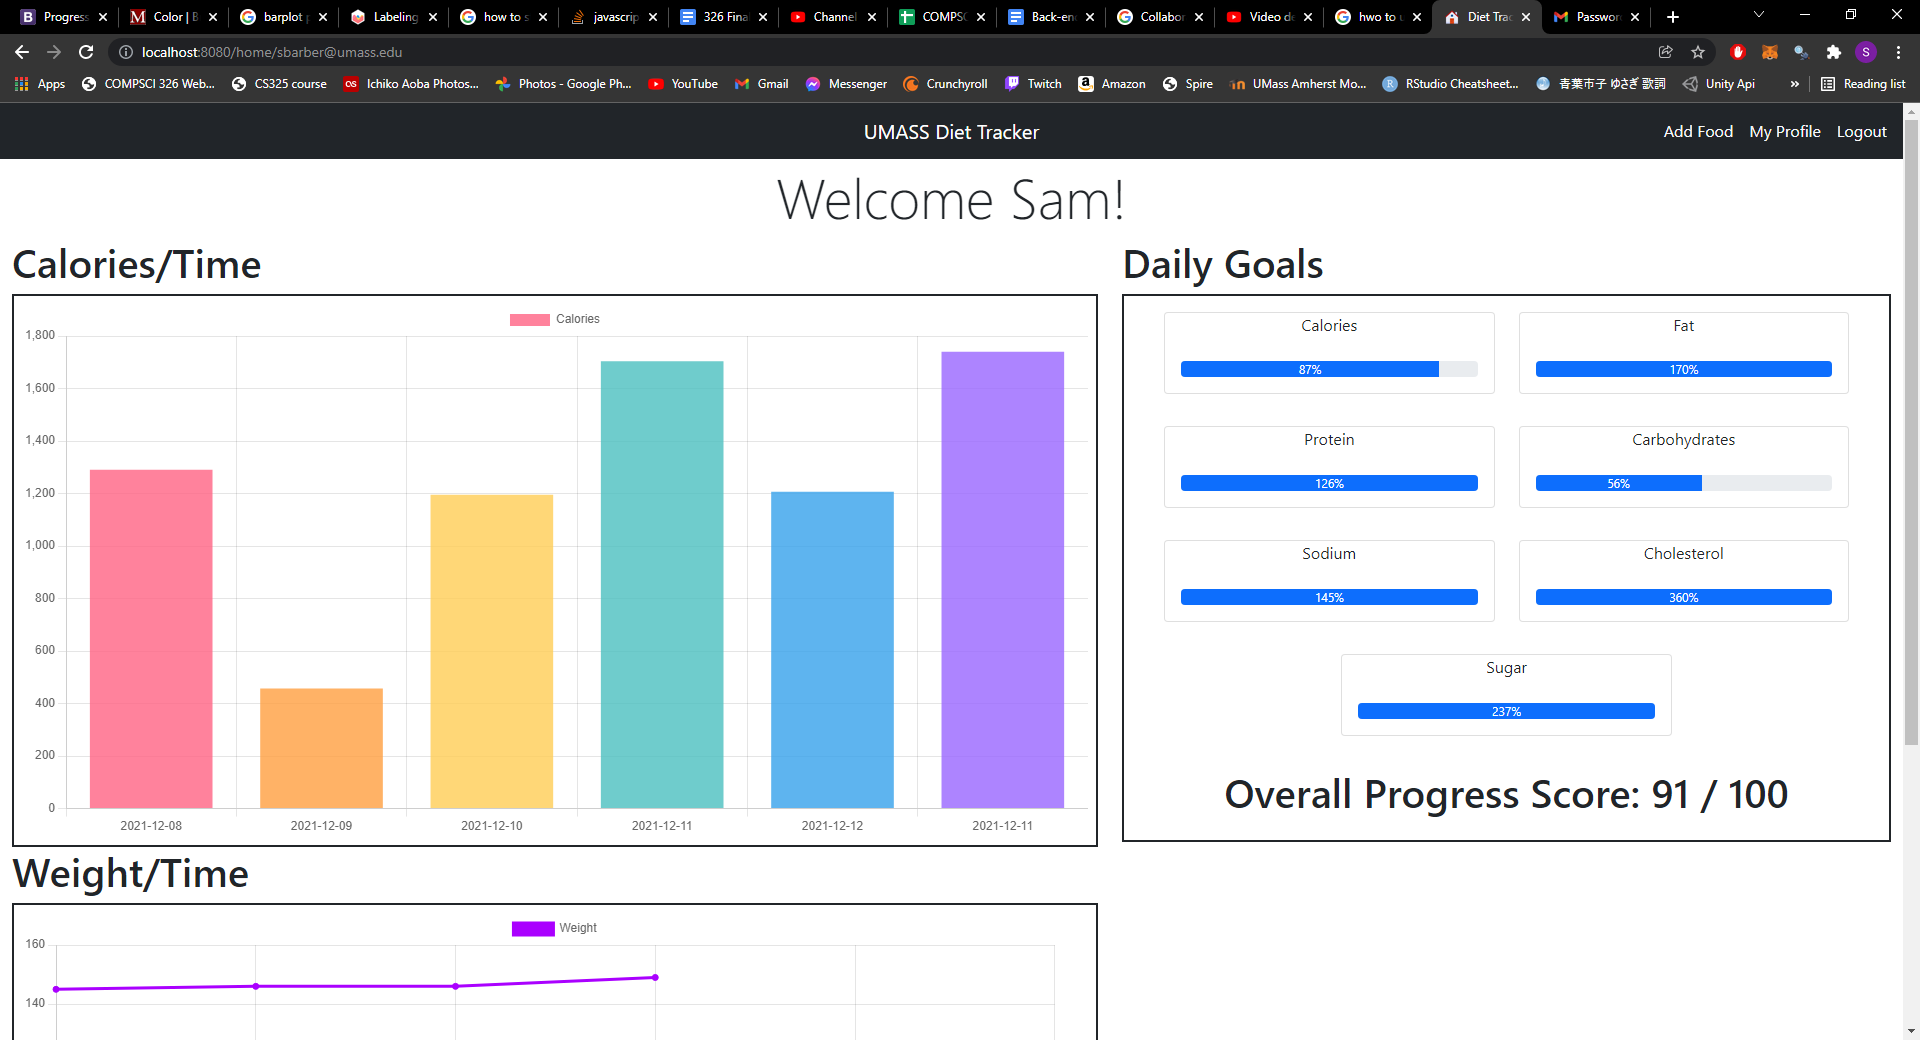 Progress
Color | B
barplot p
Labeling
how to s
javascrip
326 Fina
Channel
COMPSC
Back-end
Collabor
Video de
hwo to u
Diet Trac
Passwor
localhost:8080/home/sbarber@umass.edu
S
Apps
COMPSCI 326 Web...
CS325 course
Ichiko Aoba Photos...
Photos - Google Ph...
YouTube
Gmail
Messenger
Crunchyroll
Twitch
Amazon
Spire
UMass Amherst Mo...
RStudio Cheatsheet...
青葉市子 ゆさぎ 歌詞
Unity Api
»
Reading list
UMASS Diet Tracker
Add Food
My Profile
Logout
Welcome Sam!
Calories/Time
Calories
1,800
1,600
1,400
1,200
1,000
800
600
400
200
0
2021-12-08
2021-12-09
2021-12-10
2021-12-11
2021-12-12
2021-12-11
Daily Goals
Calories
87%
Fat
170%
Protein
126%
Carbohydrates
56%
Sodium
145%
Cholesterol
360%
Sugar
237%
Overall Progress Score: 91 / 100
Weight/Time
Weight
160
140